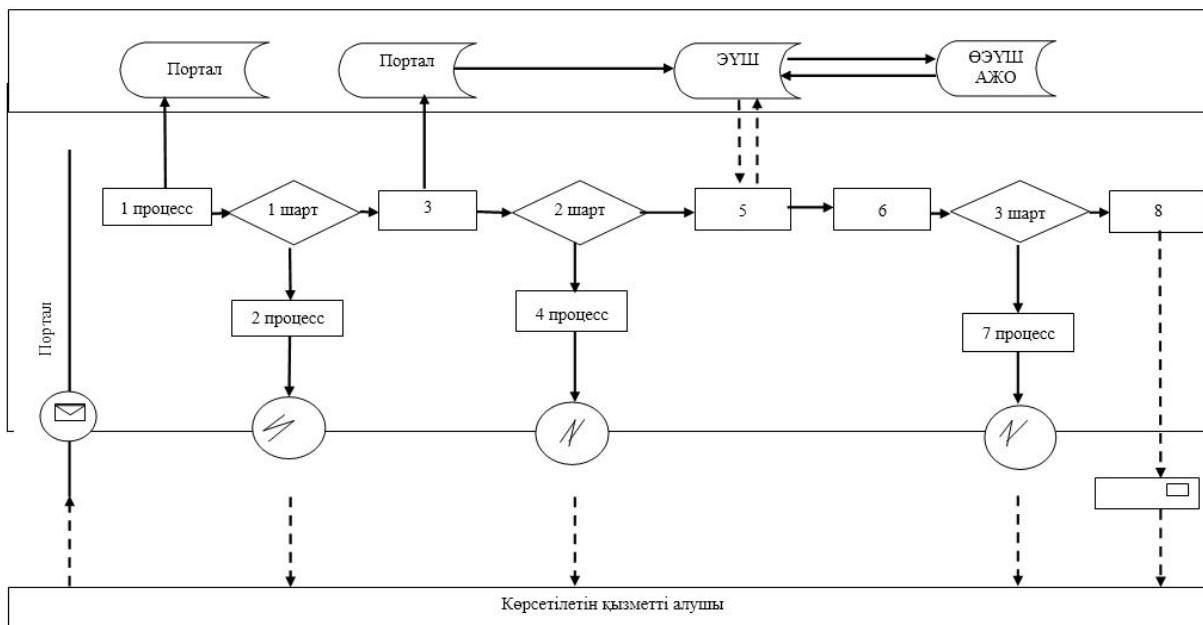 Портал
Портал
ЭҮШ
ӨЭҮШ
АЖО
1 процесс
1 шарт
3
2 шарт
5
6
3 шарт
8
2 процесс
4 процесс
7 процесс
Портал
Көрсетілетін қызметті алушы